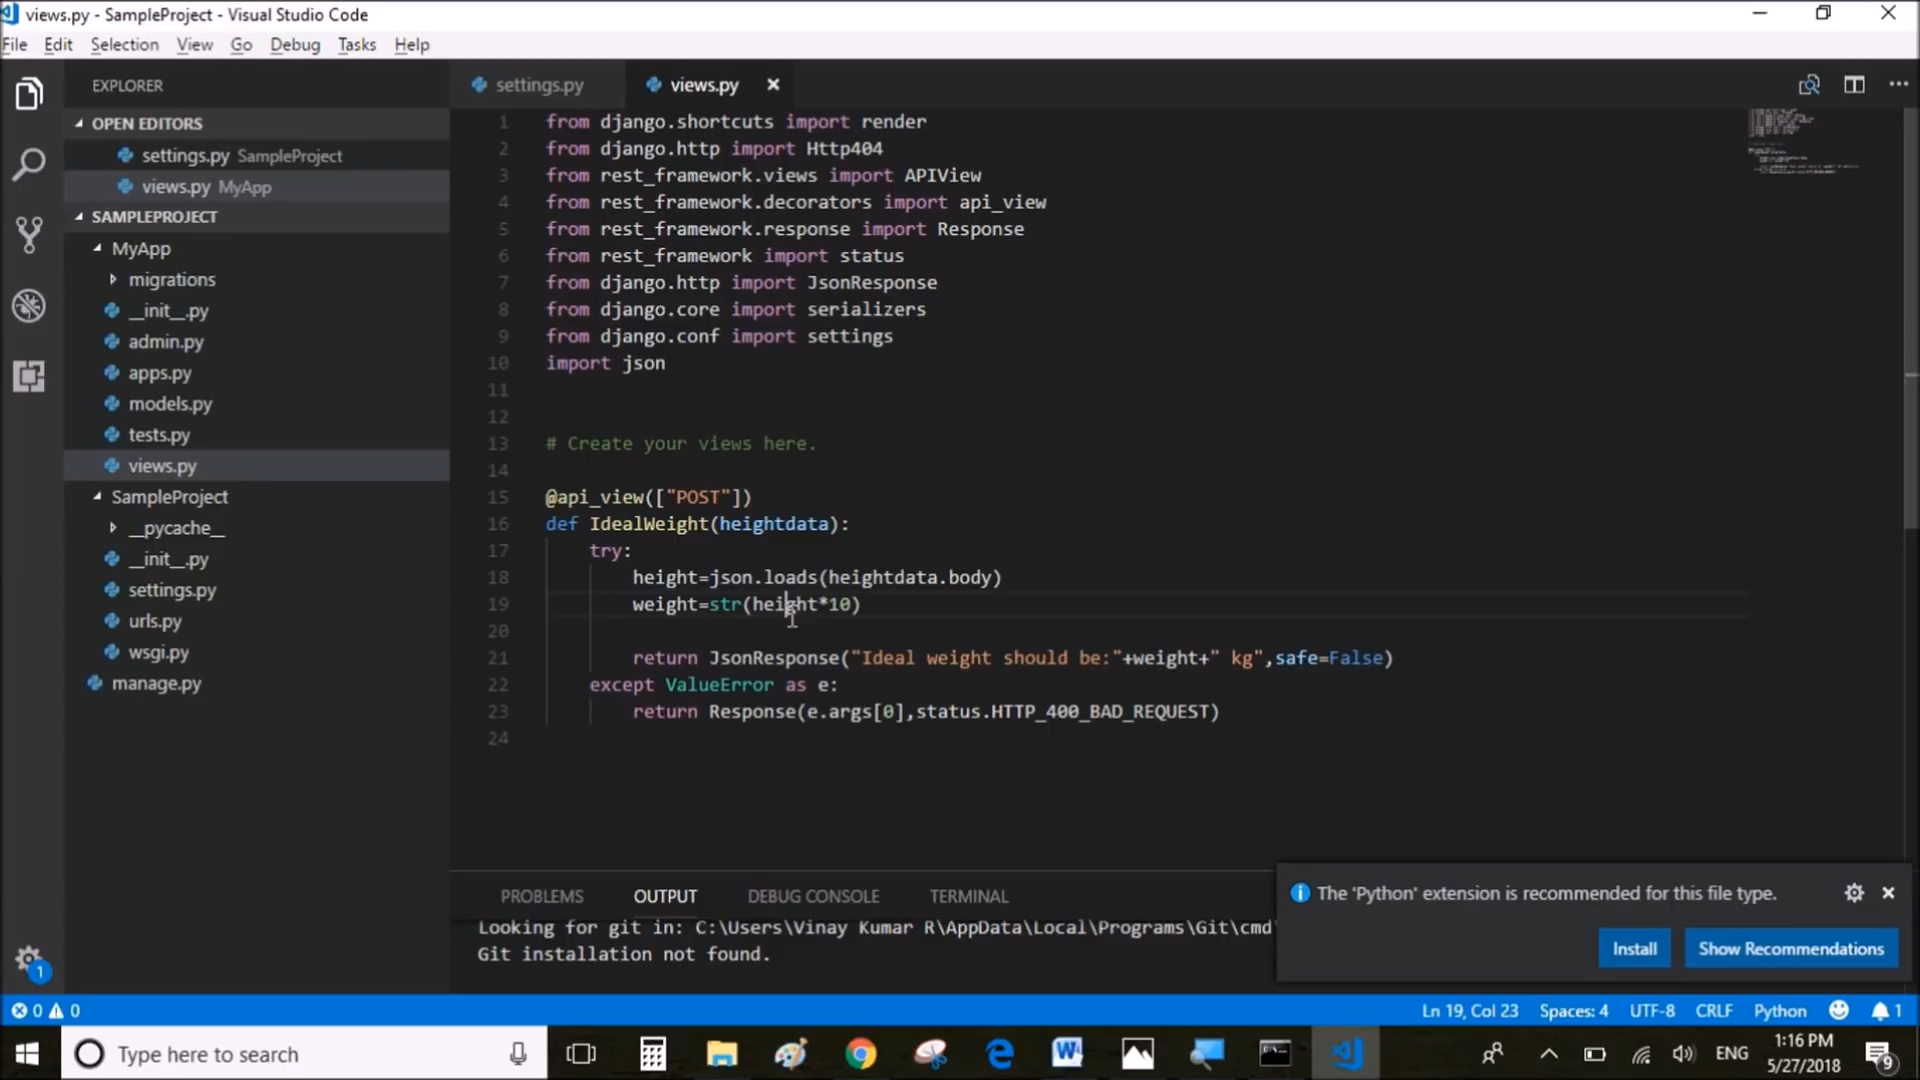 views.py - SampleProject - Visual Studio Code
File Edit Selection View Go Debug Tasks Help
EXPLORER
settings.py views.py
OPEN EDITORS
settings.py SampleProject
views.py MyApp
SAMPLEPROJECT
MyApp
migrations
__init__.py
admin.py
apps.py
models.py
tests.py
views.py
SampleProject
__pycache__
__init__.py
settings.py
urls.py
wsgi.py
manage.py
1 from django.shortcuts import render
2 from django.http import Http404
3 from rest_framework.views import APIView
4 from rest_framework.decorators import api_view
5 from rest_framework.response import Response
6 from rest_framework import status
7 from django.http import JsonResponse
8 from django.core import serializers
9 from django.conf import settings
10 import json
11
12
13 # Create your views here.
14
15 @api_view(["POST"])
16 def IdealWeight(heightdata):
17 try:
18 height=json.loads(heightdata.body)
19 weight=str(height*10)
20
21 return JsonResponse("Ideal weight should be:"+weight+" kg",safe=False)
22 except ValueError as e:
23 return Response(e.args[0],status.HTTP_400_BAD_REQUEST)
24
PROBLEMS OUTPUT DEBUG CONSOLE TERMINAL
Looking for git in: C:\Users\Vinay Kumar R\AppData\Local\Programs\Git\cmd\
Git installation not found.
The 'Python' extension is recommended for this file type.
Install Show Recommendations
1
0 0 Ln 19, Col 23 Spaces: 4 UTF-8 CRLF Python 1
Type here to search
ENG
1:16 PM
5/27/2018
9